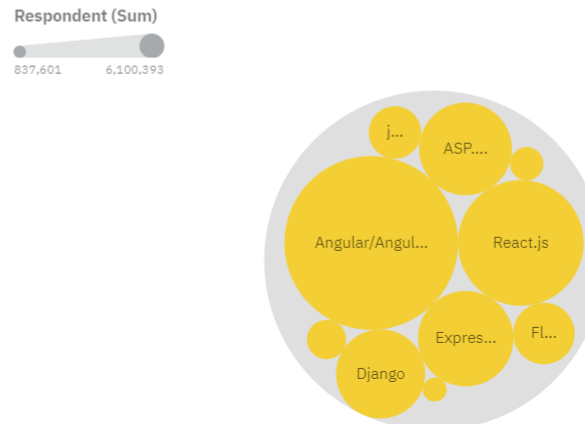 Respondent (Sum)
837,601 6,100,393
j...
ASP....
Angular/Angul...
React.js
Expres...
Fl...
Django